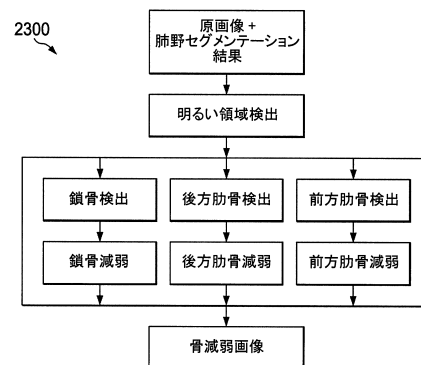 2300
原画像 +
肺野セグメンテーション
結果
明るい領域検出
鎖骨検出
後方肋骨検出
前方肋骨検出
鎖骨減弱
後方肋骨減弱
前方肋骨減弱
骨減弱画像